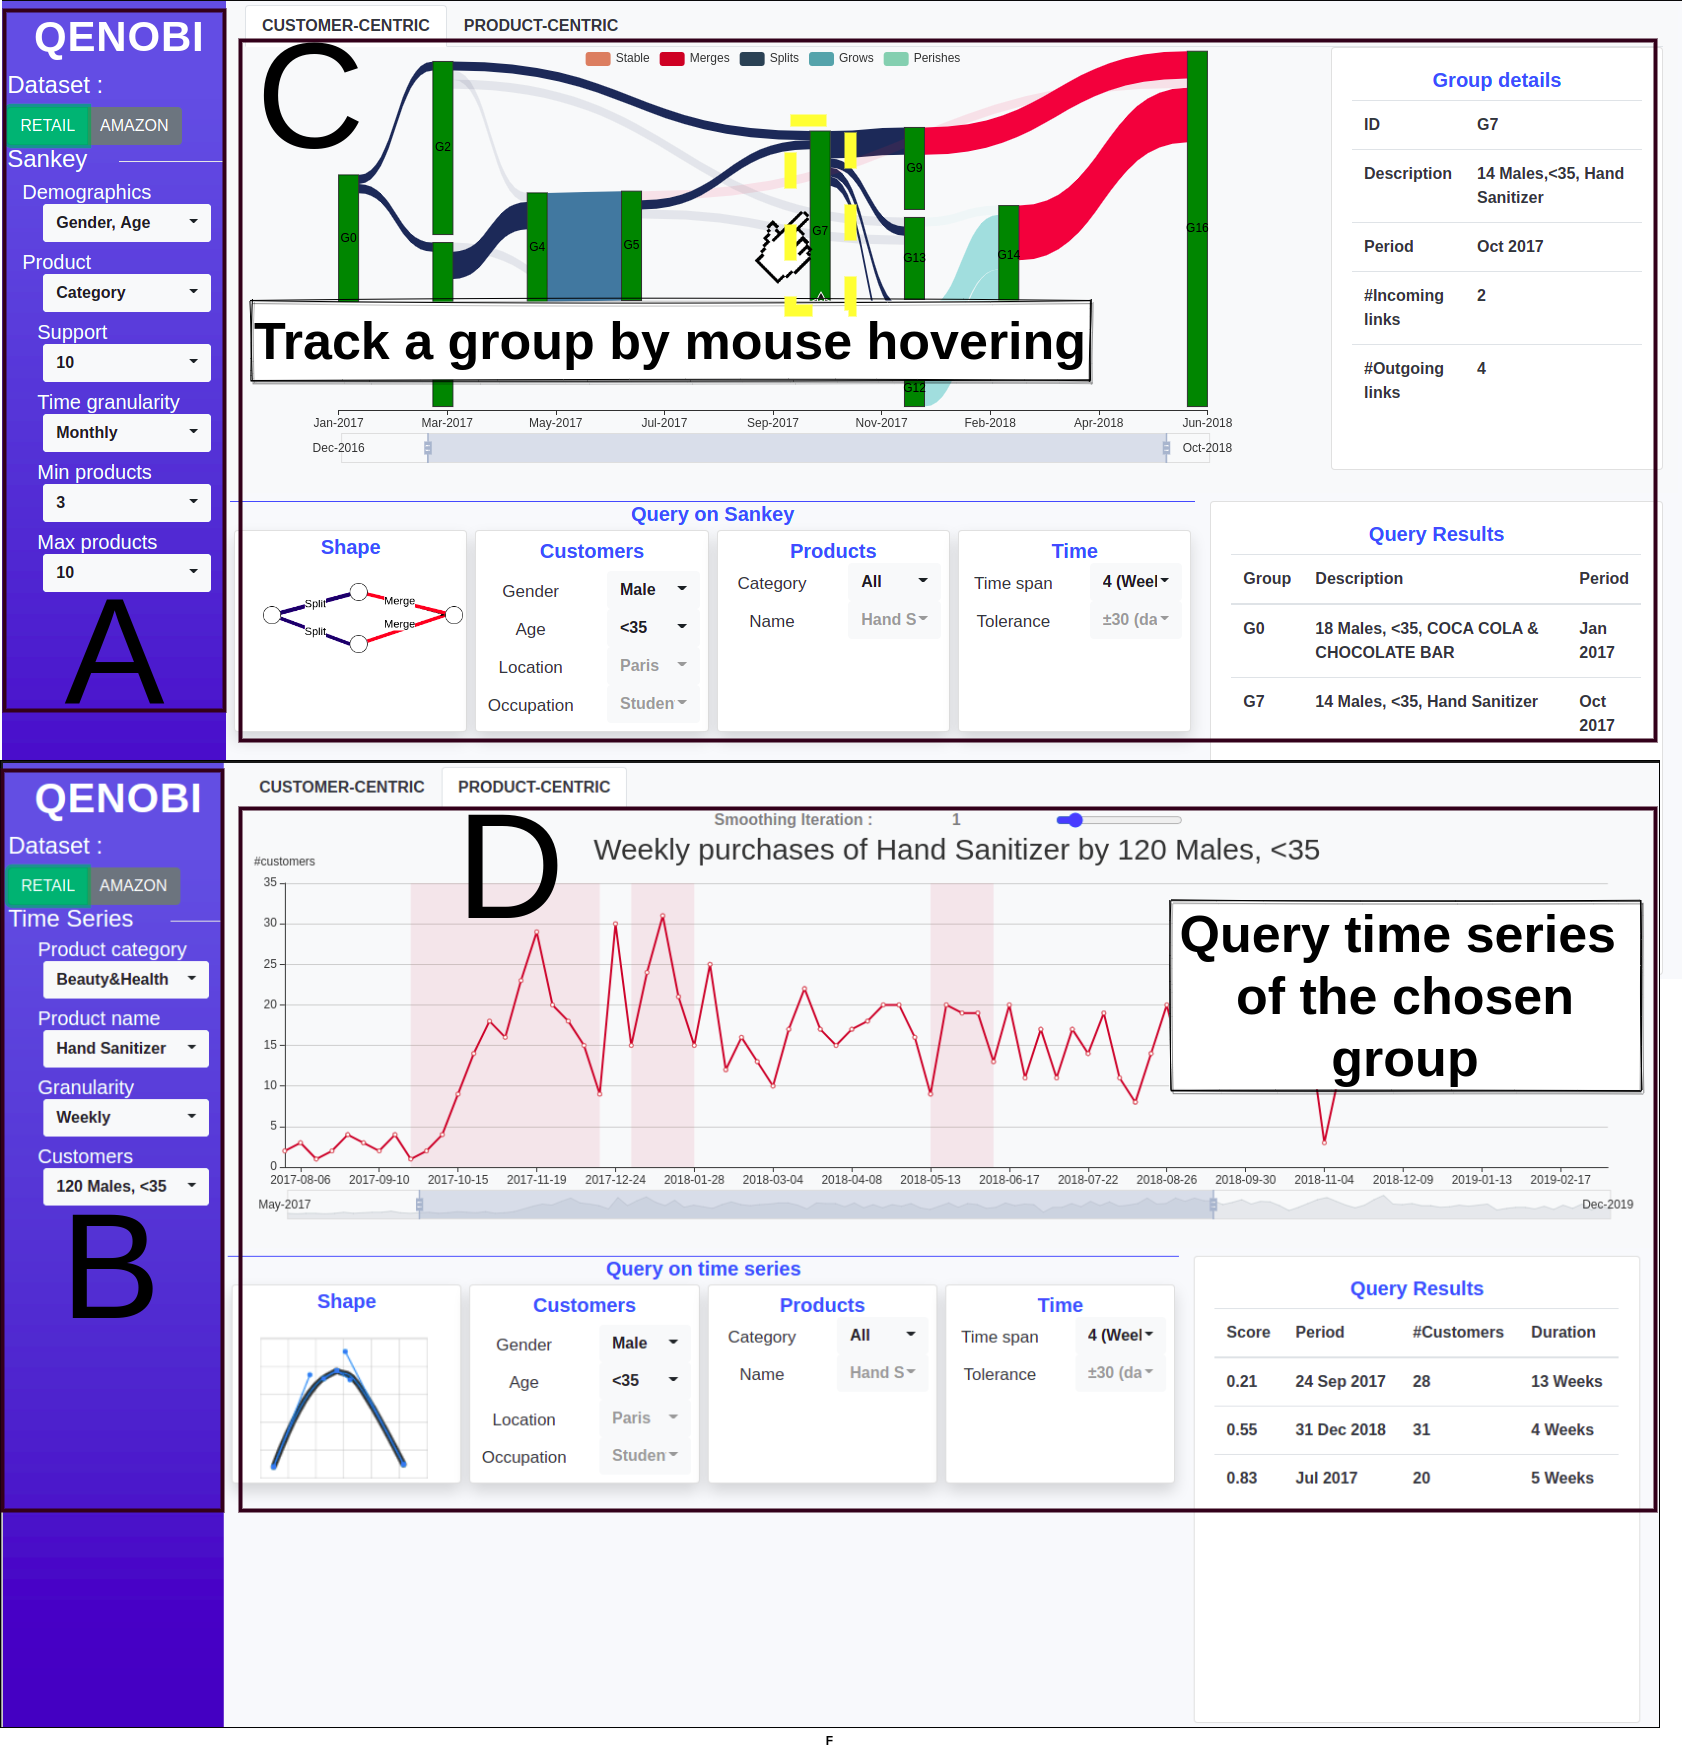 QENOBI
Dataset :
RETAIL AMAZON
Sankey
Demographics
Gender, Age
Product
Category
Support
10
Time granularity
Monthly
Min products
3
Max products
10
A
CUSTOMER-CENTRIC PRODUCT-CENTRIC
C
Stable Merges Splits Grows Perishes
G0
G2
G4
G5
G7
G9
G13
G12
G14
G16
Track a group by mouse hovering
Jan-2017 Mar-2017 May-2017 Jul-2017 Sep-2017 Nov-2017 Feb-2018 Apr-2018 Jun-2018
Dec-2016 Oct-2018
Group details
ID G7
Description 14 Males,<35, Hand
Sanitizer
Period Oct 2017
#Incoming 2
links
#Outgoing 4
links
Query on Sankey
Shape
Split Merge
Split Merge
Customers
Gender Male
Age <35
Location Paris
Occupation Studen
Products
Category All
Name Hand S
Time
Time span 4 (Weel
Tolerance ±30 (da
Query Results
Group Description Period
G0 18 Males, <35, COCA COLA & Jan
CHOCOLATE BAR 2017
G7 14 Males, <35, Hand Sanitizer Oct
2017
QENOBI
Dataset :
RETAIL AMAZON
Time Series
Product category
Beauty&Health
Product name
Hand Sanitizer
Granularity
Weekly
Customers
120 Males, <35
B
CUSTOMER-CENTRIC PRODUCT-CENTRIC
D
Smoothing Iteration : 1
Weekly purchases of Hand Sanitizer by 120 Males, <35
#customers
35
30
25
20
15
10
5
0
Query time series
of the chosen
group
2017-08-06 2017-09-10 2017-10-15 2017-11-19 2017-12-24 2018-01-28 2018-03-04 2018-04-08 2018-05-13 2018-06-17 2018-07-22 2018-08-26 2018-09-30 2018-11-04 2018-12-09 2019-01-13 2019-02-17
May-2017 Dec-2019
Query on time series
Shape
Customers
Gender Male
Age <35
Location Paris
Occupation Studen
Products
Category All
Name Hand S
Time
Time span 4 (Weel
Tolerance ±30 (da
Query Results
Score Period #Customers Duration
0.21 24 Sep 2017 28 13 Weeks
0.55 31 Dec 2018 31 4 Weeks
0.83 Jul 2017 20 5 Weeks
F